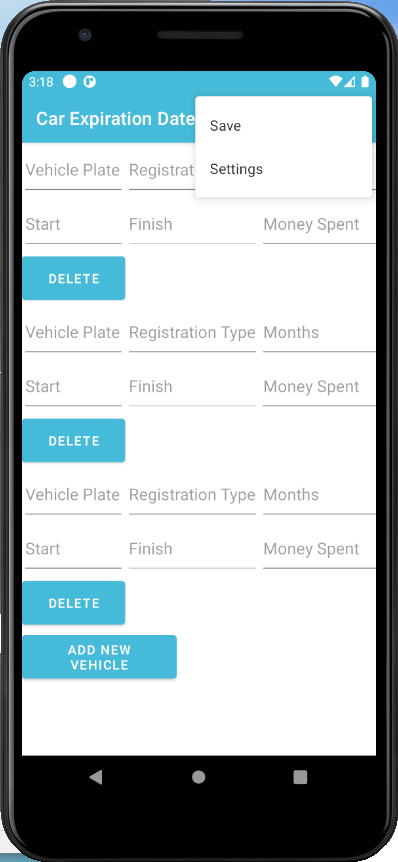 3:18
Car Expiration Date
Save
Settings
Vehicle Plate
Start Finish Money Spent
DELETE
Vehicle Plate Registration Type Months
Start Finish Money Spent
DELETE
Vehicle Plate Registration Type Months
Start Finish Money Spent
DELETE
ADD NEW
VEHICLE